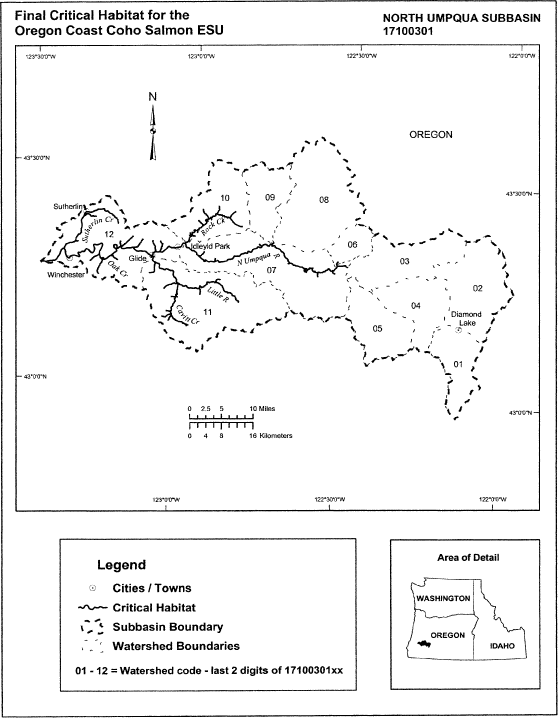 Final Critical Habitat for the
Oregon Coast Coho Salmon ESU
NORTH UMPQUA SUBBASIN
17100301
123°30'0"W
123°0'0"W
122°30'0"W
122°0'0"W
N
OREGON
43°30'0"N
43°30'0"N
Sutherlin
Sutherlin Cr
12
10
09
08
Rock Ck
Idleyld Park
Glide
Winchester
Oak Cr
N Umpqua R
07
06
03
02
Little R
Cavitt Cr
11
04
05
Diamond
Lake
01
43°0'0"N
43°0'0"N
0 2.5 5 10 Miles
0 4 8 16 Kilometers
123°0'0"W
122°30'0"W
122°0'0"W
Legend
Cities / Towns
Critical Habitat
Subbasin Boundary
Watershed Boundaries
01 - 12 = Watershed code - last 2 digits of 17100301xx
Area of Detail
WASHINGTON
OREGON
IDAHO